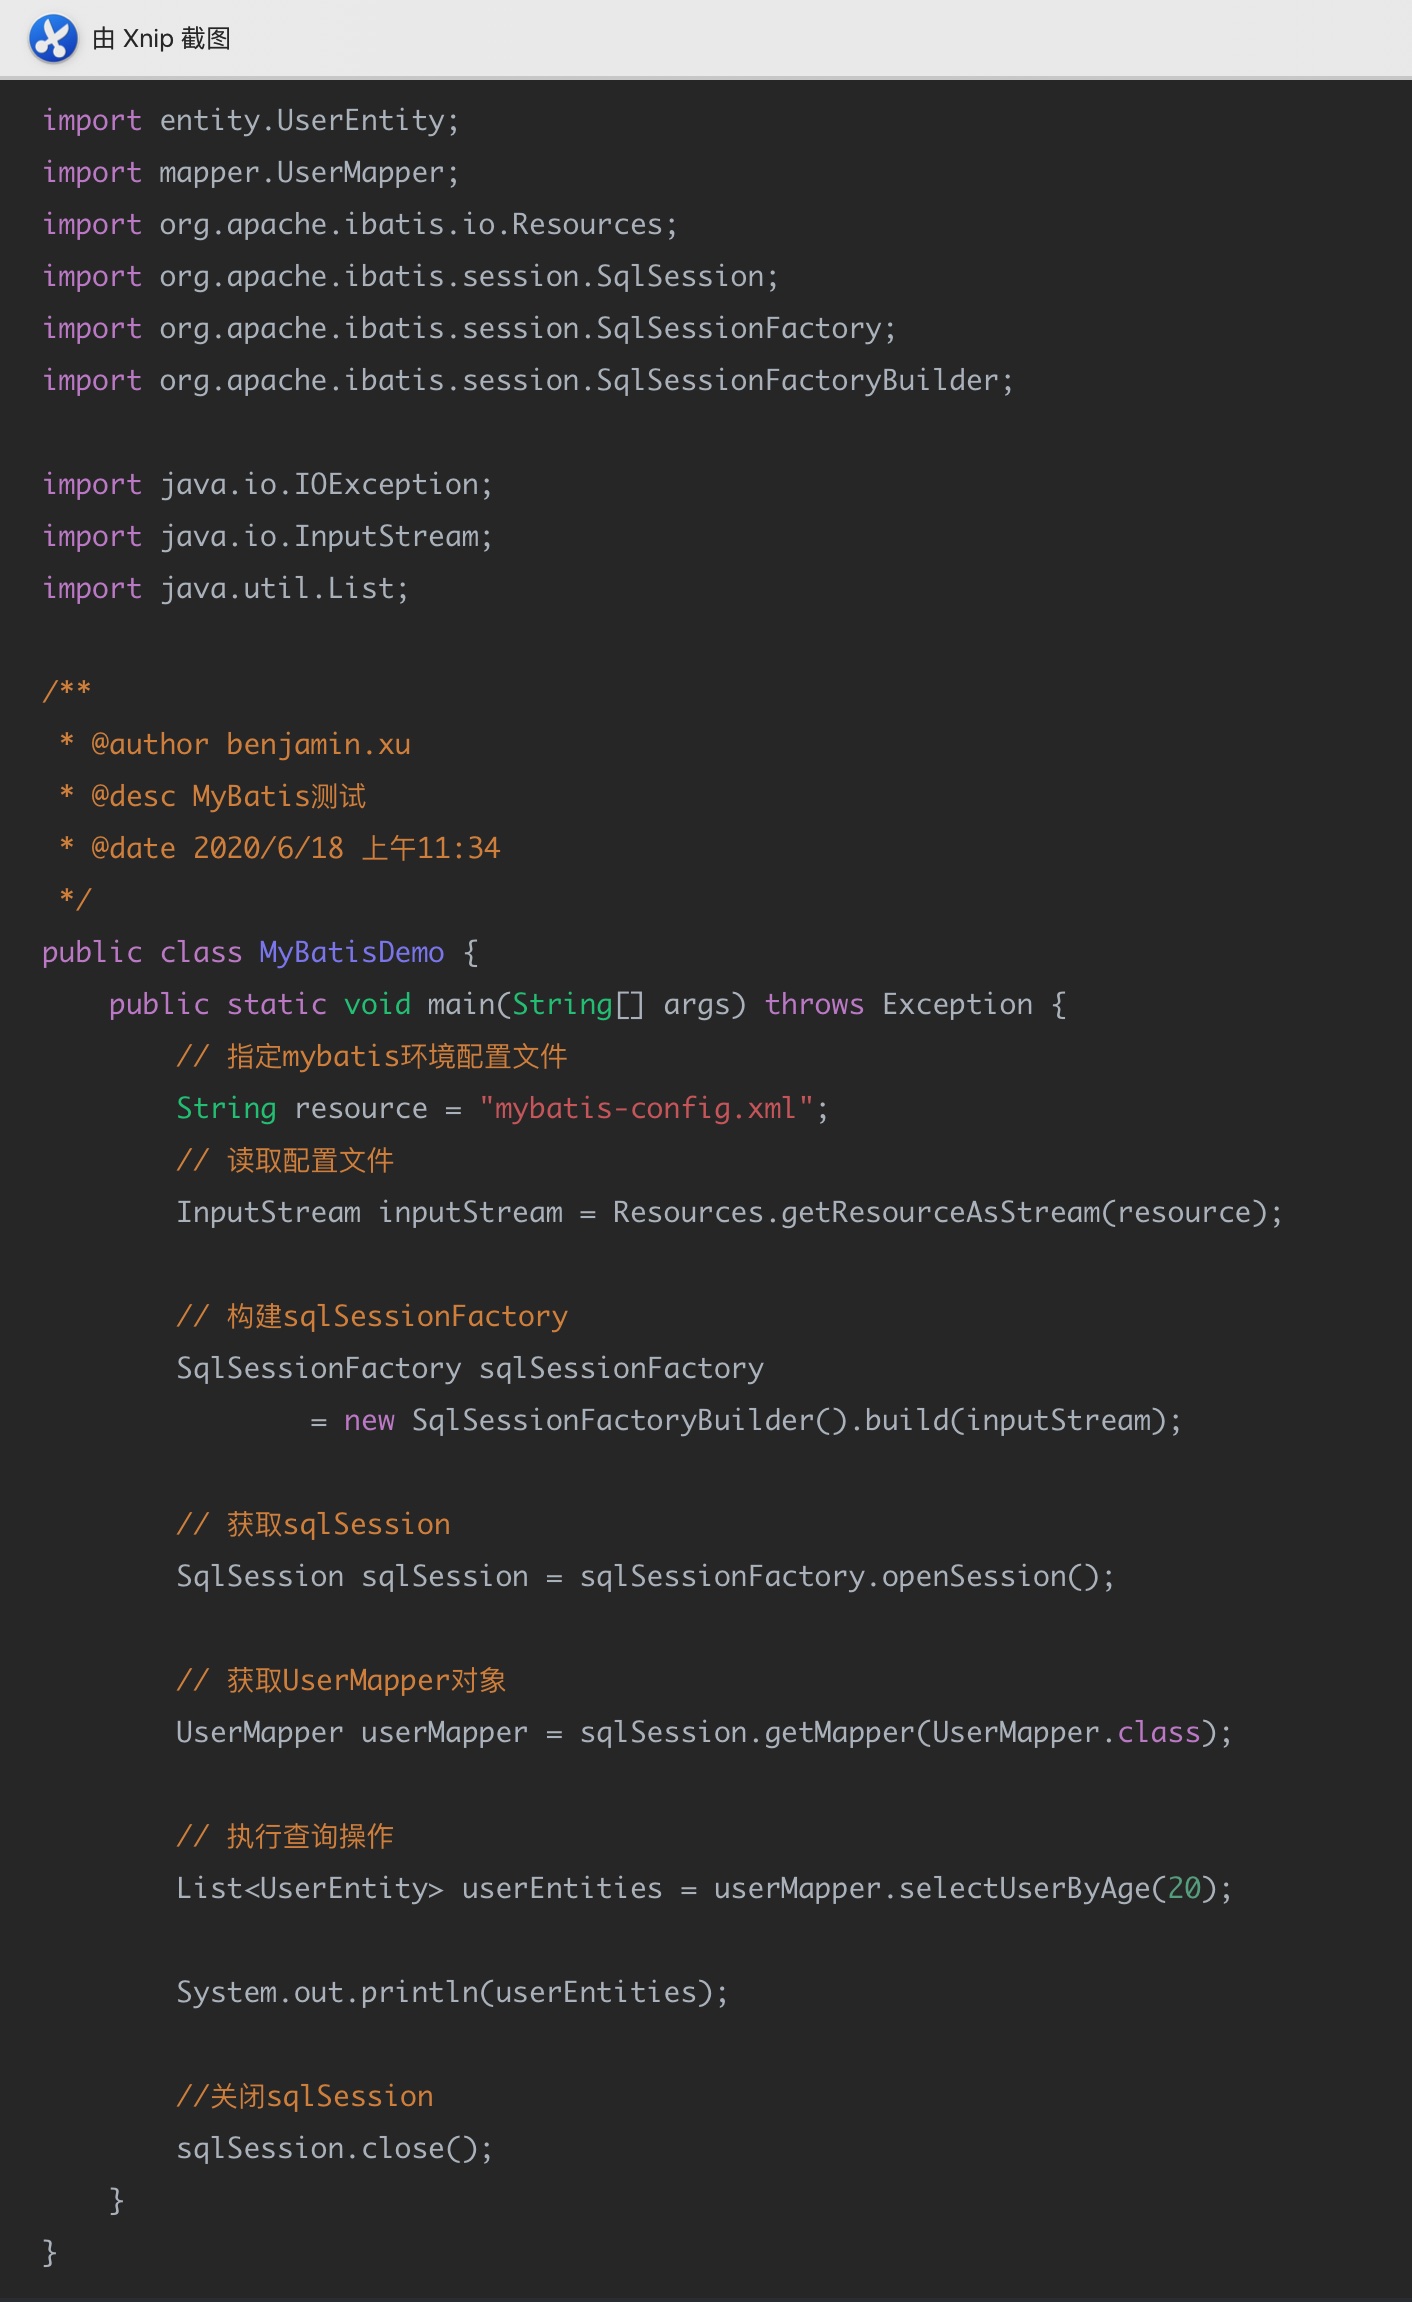 由 Xnip 截图
import entity.UserEntity;
import mapper.UserMapper;
import org.apache.ibatis.io.Resources;
import org.apache.ibatis.session.SqlSession;
import org.apache.ibatis.session.SqlSessionFactory;
import org.apache.ibatis.session.SqlSessionFactoryBuilder;

import java.io.IOException;
import java.io.InputStream;
import java.util.List;

/**
 * @author benjamin.xu
 * @desc MyBatis测试
 * @date 2020/6/18 上午11:34
 */
public class MyBatisDemo {
    public static void main(String[] args) throws Exception {
        // 指定mybatis环境配置文件
        String resource = "mybatis-config.xml";
        // 读取配置文件
        InputStream inputStream = Resources.getResourceAsStream(resource);

        // 构建sqlSessionFactory
        SqlSessionFactory sqlSessionFactory
                = new SqlSessionFactoryBuilder().build(inputStream);

        // 获取sqlSession
        SqlSession sqlSession = sqlSessionFactory.openSession();

        // 获取UserMapper对象
        UserMapper userMapper = sqlSession.getMapper(UserMapper.class);

        // 执行查询操作
        List<UserEntity> userEntities = userMapper.selectUserByAge(20);

        System.out.println(userEntities);

        //关闭sqlSession
        sqlSession.close();
    }
}